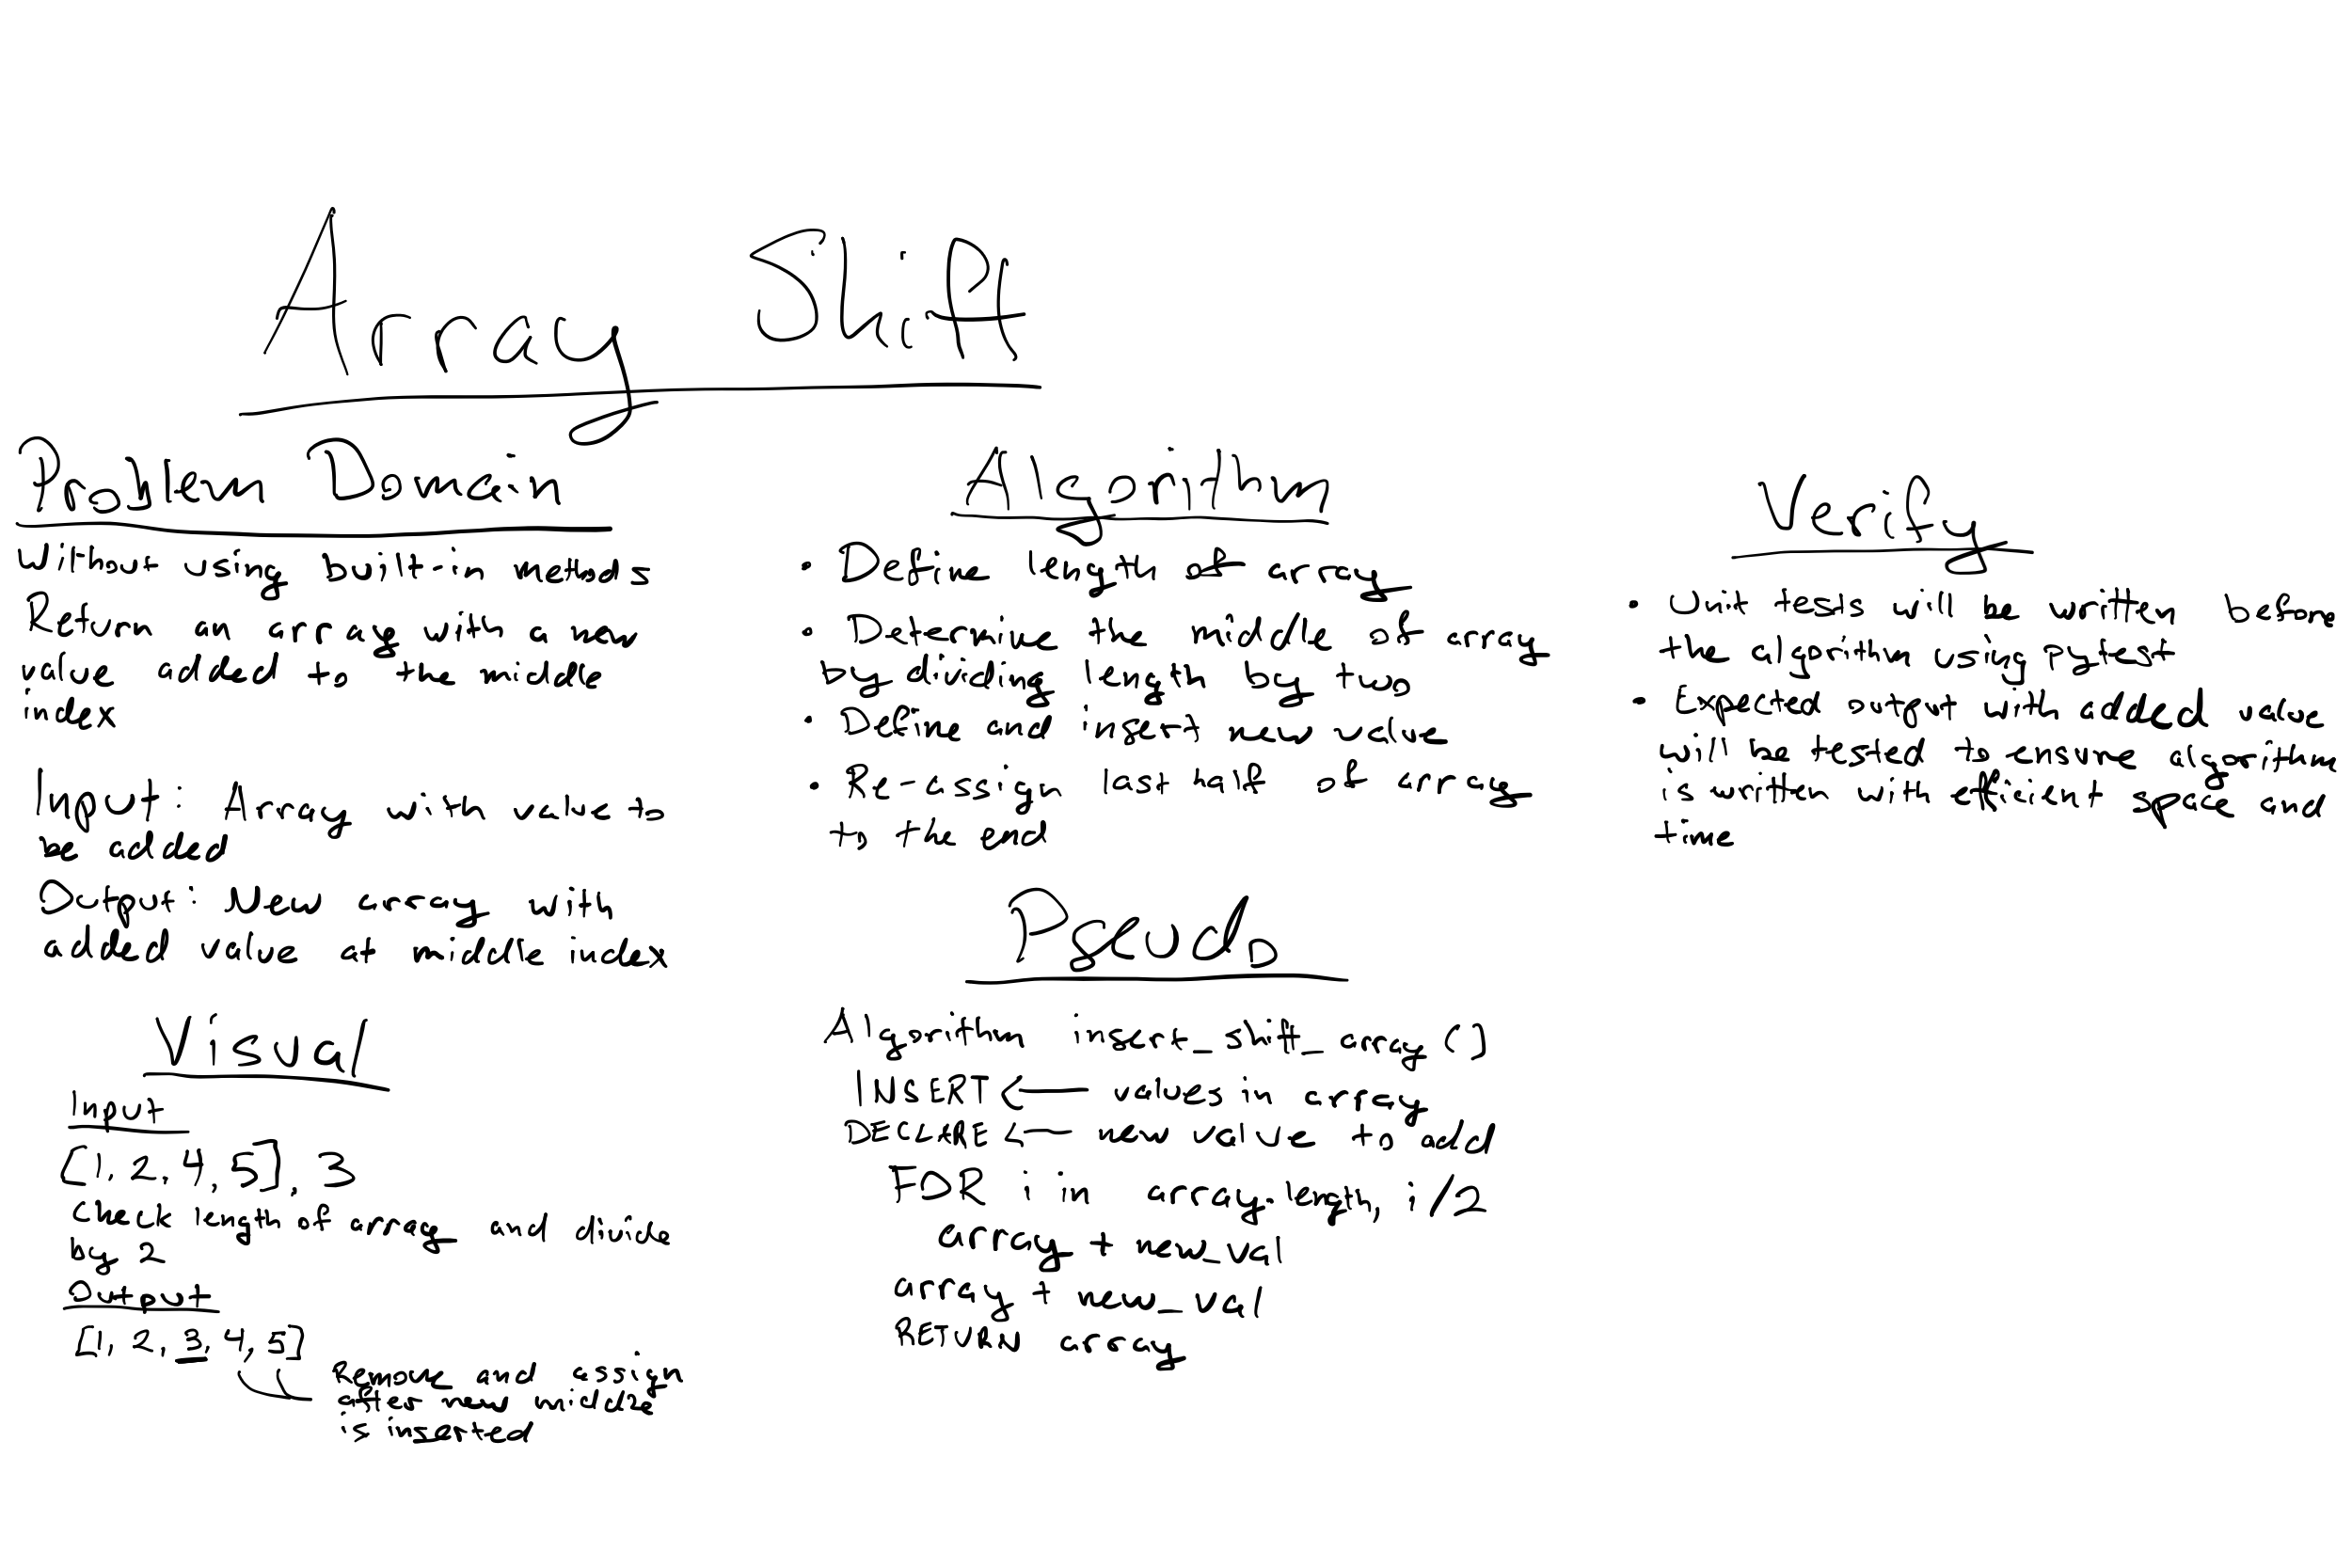 Array Shift
Problem Domain
Without using built-in methods
Return an array with a new
value added to the middle
index
Input: Array with value to
be added
Output: New array with
added value at middle index
Visual
Input
[1, 2, 4, 5], 3
Check length of array and divide
by 2
Output
[1, 2, 3, 4, 5]
Remove and assign
after new middle
is inserted
Algorithm
• Define length of array
• Determine the middle of array
by dividing length by two
• Define and insert new value
• Re-assign last half of array
to the end
Pseudo
Algorithm insert_shift_array ()
INSERT <— values in array
DECLARE <— new value to add
FOR i in array.length, i/2
array + new_val
array + new_val
RETURN array
Verify
• Unit tests will be written before
the algorithm using pytest
• Expected output with added value
will be tested to ensure algorithm
is written with efficient space and
time